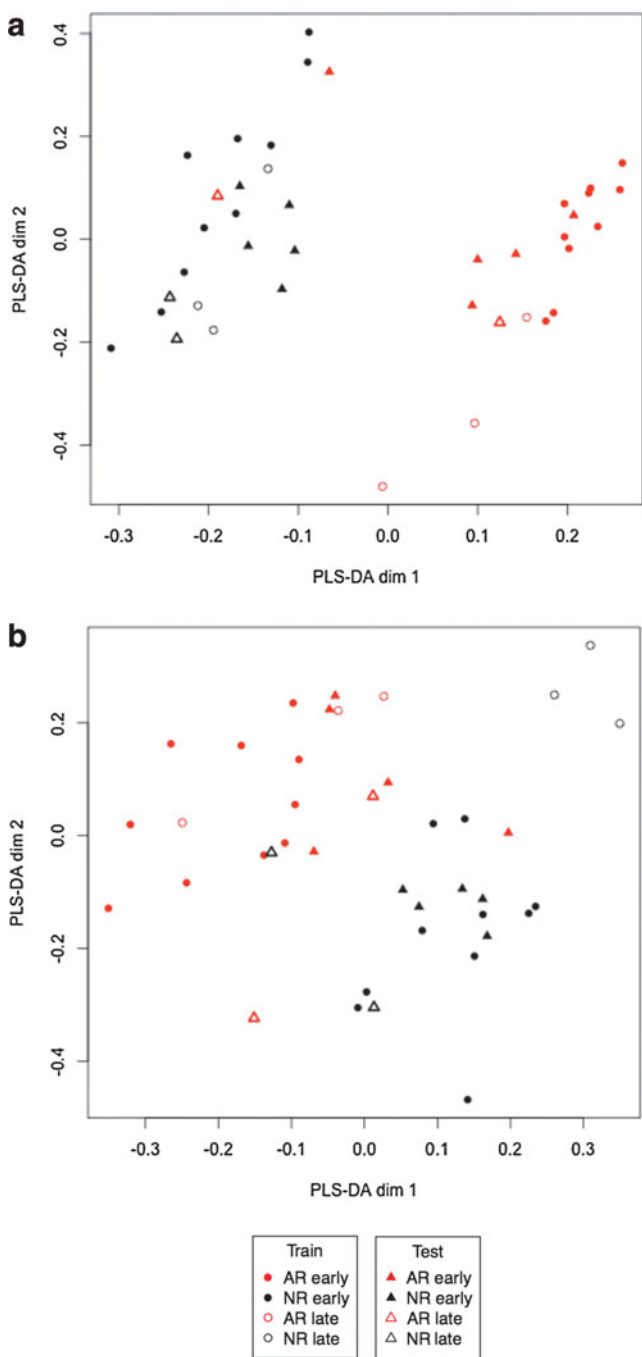 a
0.4
0.2
0.0
-0.2
-0.4
PLS-DA dim 2
-0.3 -0.2 -0.1 0.0 0.1 0.2
PLS-DA dim 1
b
0.2
0.0
-0.2
-0.4
PLS-DA dim 2
-0.3 -0.2 -0.1 0.0 0.1 0.2 0.3
PLS-DA dim 1
Train
AR early
NR early
AR late
NR late
Test
AR early
NR early
AR late
NR late